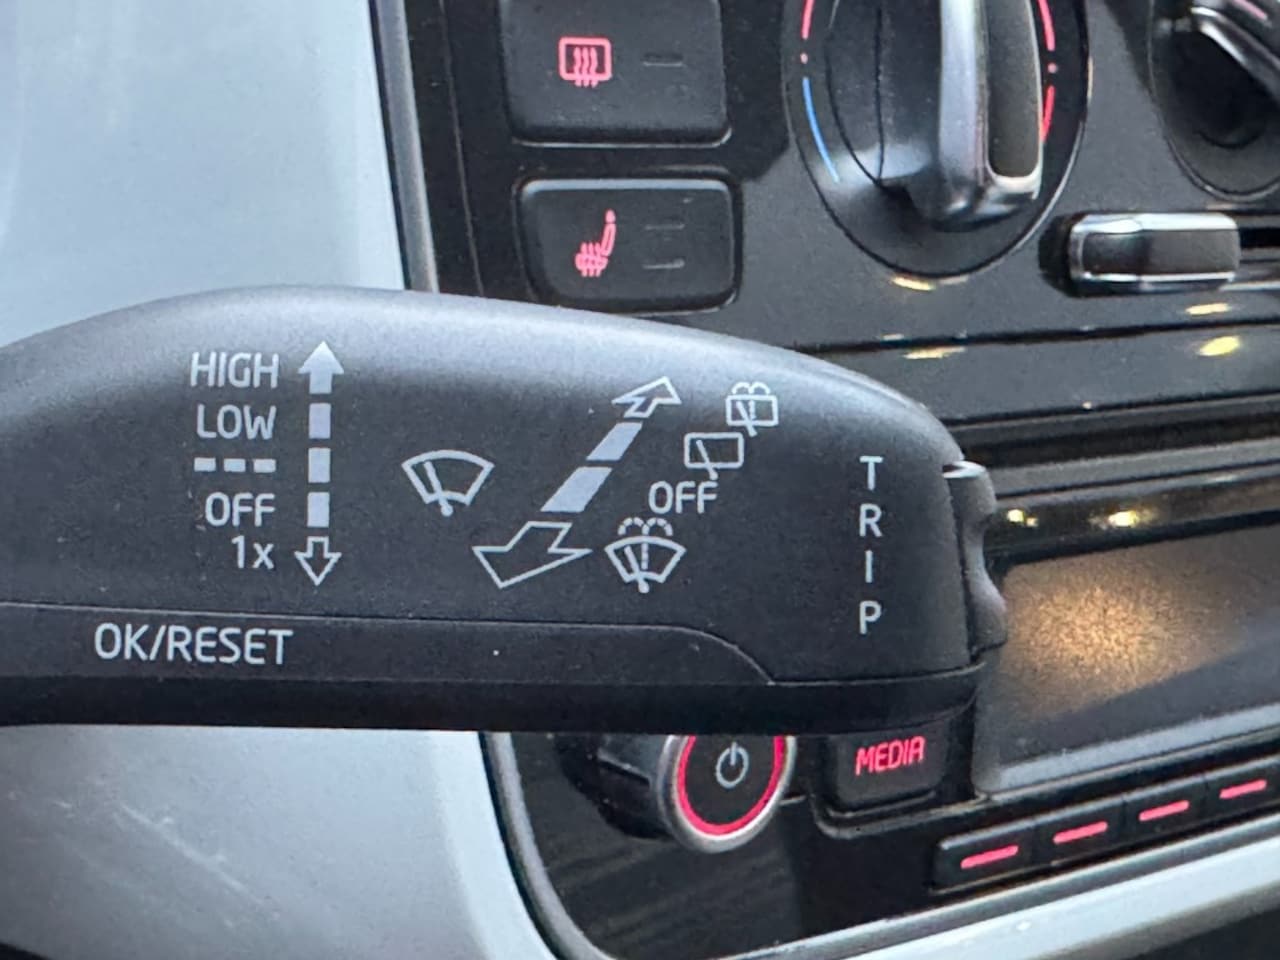 HIGH
LOW
---
OFF
1x
OFF
TRIP
OK/RESET
MEDIA